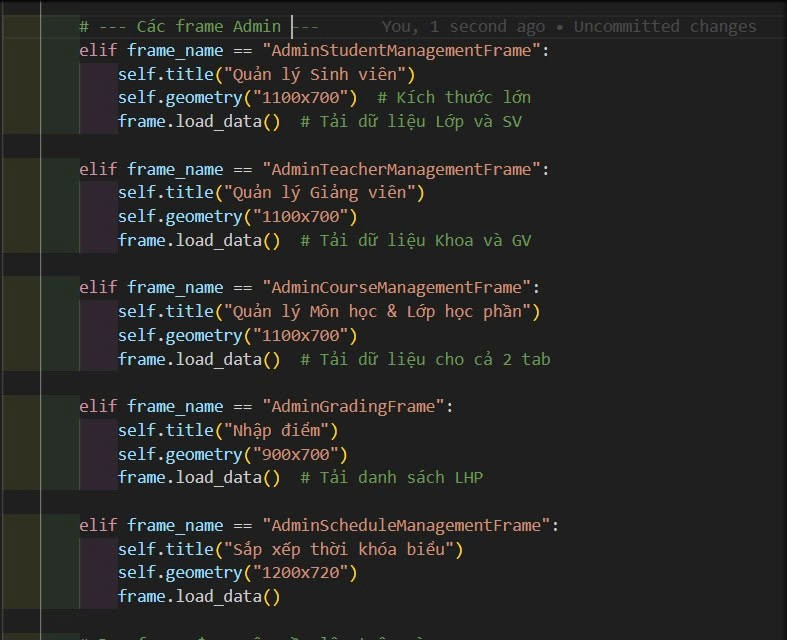 # --- Các frame Admin --- You, 1 second ago • Uncommitted changes
elif frame_name == "AdminStudentManagementFrame":
self.title("Quản lý Sinh viên")
self.geometry("1100x700") # Kích thước lớn
frame.load_data() # Tải dữ liệu Lớp và SV
elif frame_name == "AdminTeacherManagementFrame":
self.title("Quản lý Giảng viên")
self.geometry("1100x700")
frame.load_data() # Tải dữ liệu Khoa và GV
elif frame_name == "AdminCourseManagementFrame":
self.title("Quản lý Môn học & Lớp học phần")
self.geometry("1100x700")
frame.load_data() # Tải dữ liệu cho cả 2 tab
elif frame_name == "AdminGradingFrame":
self.title("Nhập điểm")
self.geometry("900x700")
frame.load_data() # Tải danh sách LHP
elif frame_name == "AdminScheduleManagementFrame":
self.title("Sắp xếp thời khóa biểu")
self.geometry("1200x720")
frame.load_data()